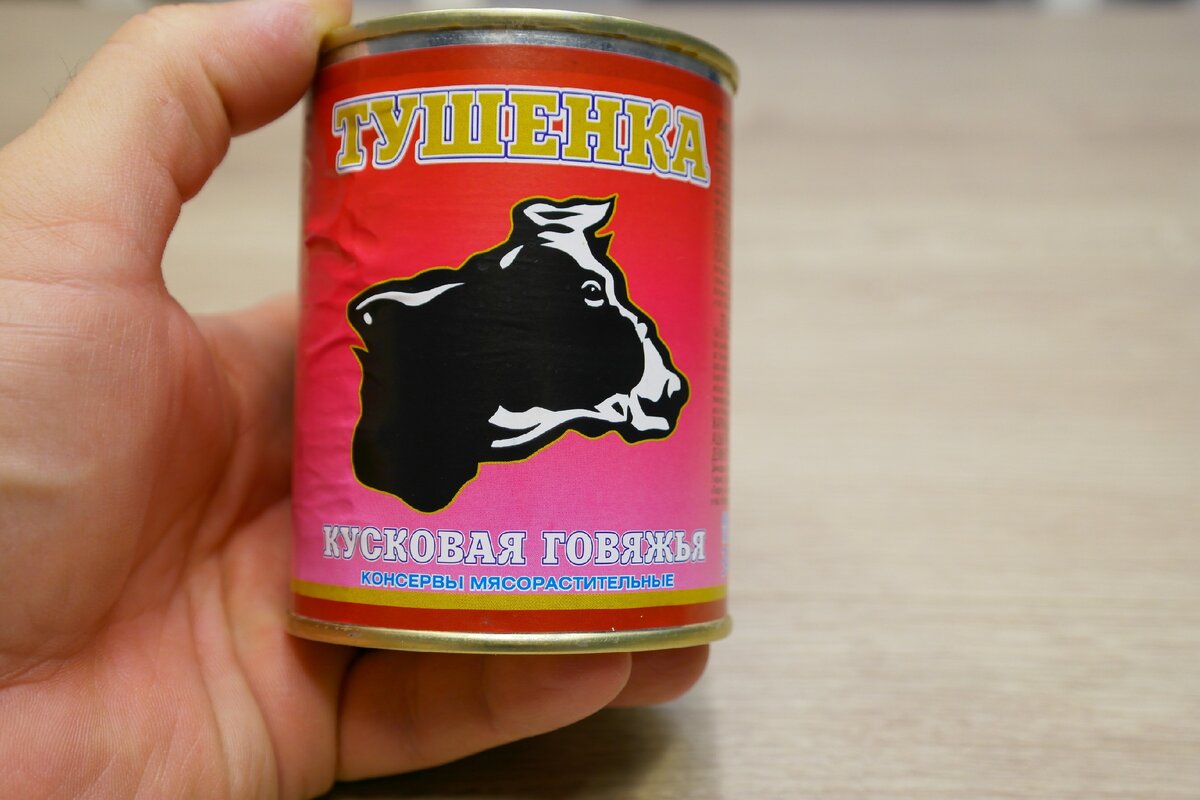 ТУШЕНКА
КУСКОВАЯ ГОВЯЖЬЯ
КОНСЕРВЫ МЯСОРАСТИТЕЛЬНЫЕ